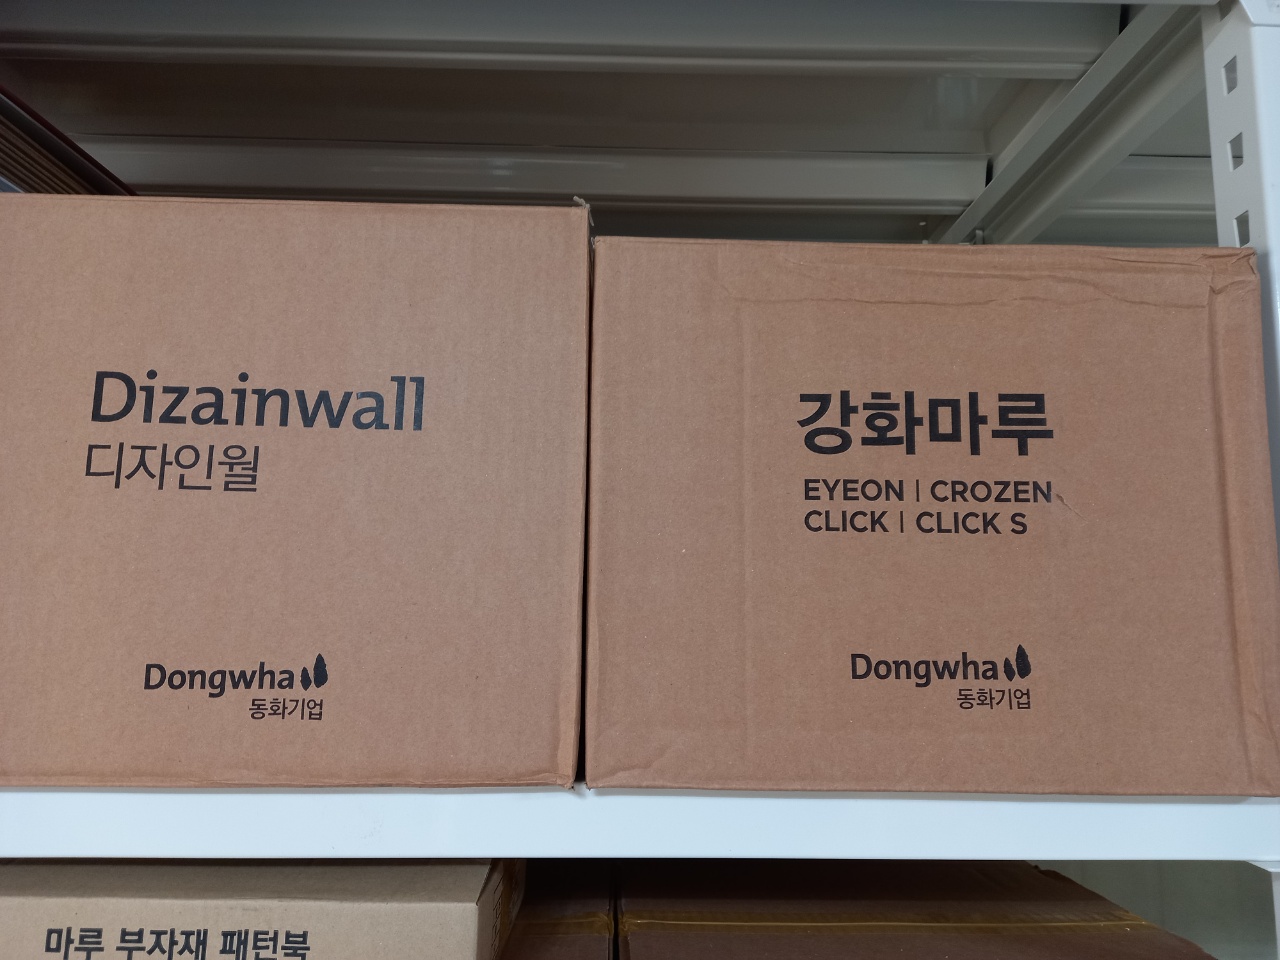 Dizainwall
디자인월
Dongwha
동화기업
강화마루
EYEON | CROZEN
CLICK | CLICK S
Dongwha
동화기업
마루 부자재 패턴북